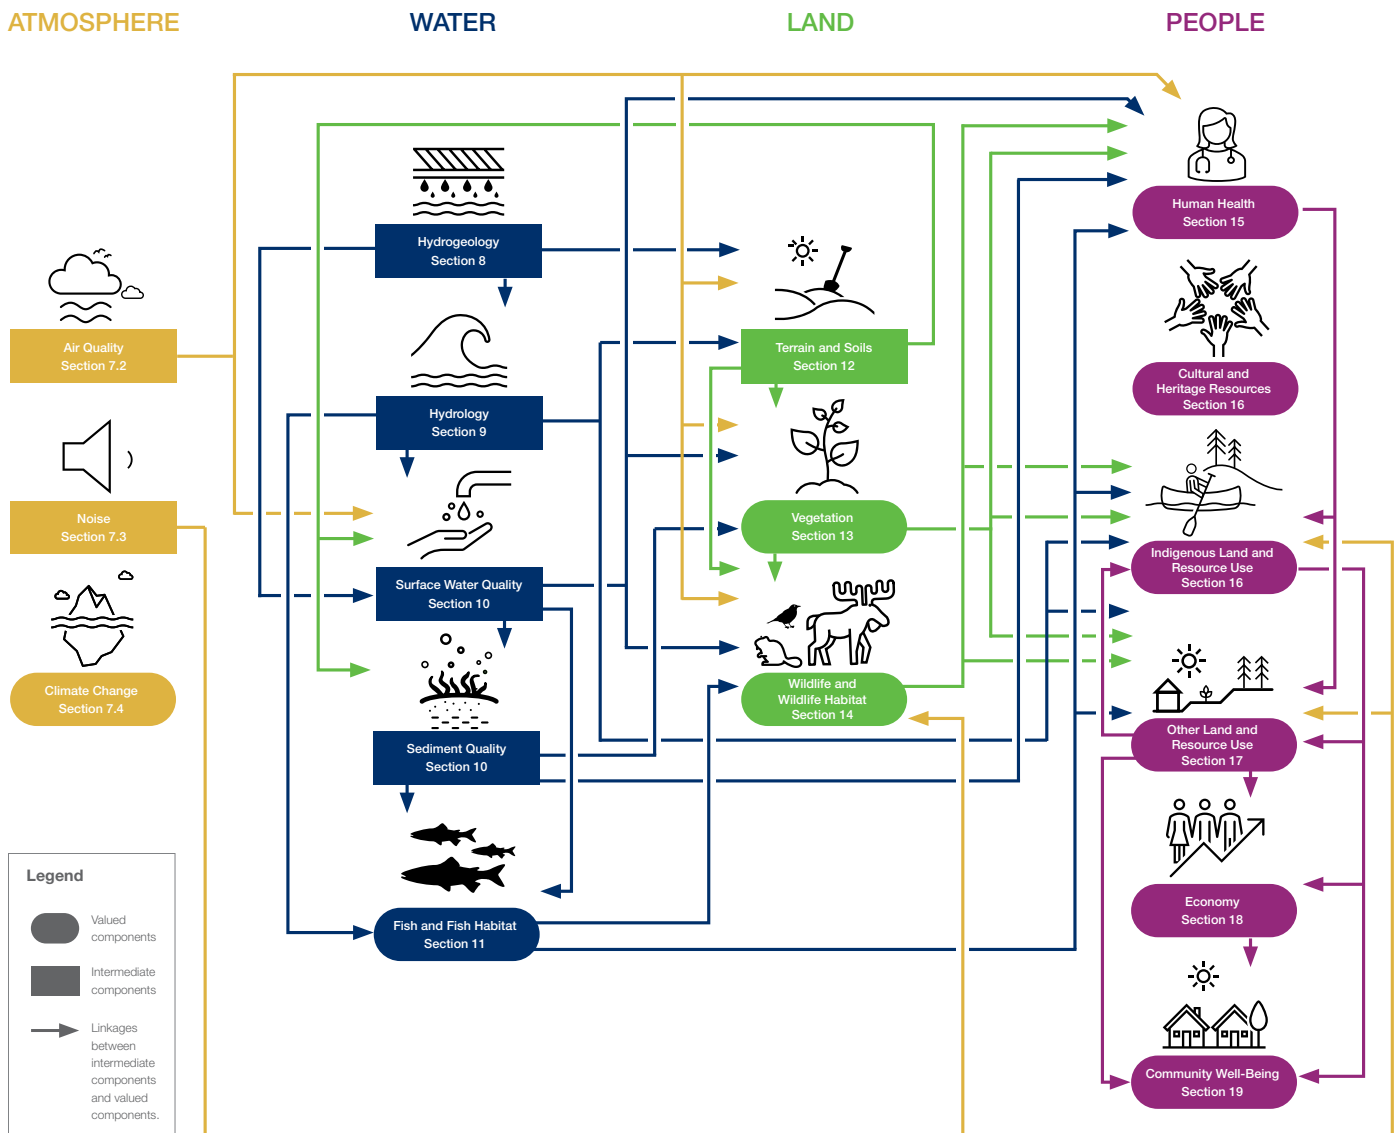 ATMOSPHERE
WATER
LAND
PEOPLE
Air Quality
Section 7.2
Noise
Section 7.3
Climate Change
Section 7.4
Hydrogeology
Section 8
Hydrology
Section 9
Surface Water Quality
Section 10
Sediment Quality
Section 10
Fish and Fish Habitat
Section 11
Terrain and Soils
Section 12
Vegetation
Section 13
Wildlife and
Wildlife Habitat
Section 14
Human Health
Section 15
Cultural and
Heritage Resources
Section 16
Indigenous Land and
Resource Use
Section 16
Other Land and
Resource Use
Section 17
Economy
Section 18
Community Well-Being
Section 19
Legend
Valued
components
Intermediate
components
Linkages
between
intermediate
components
and valued
components.